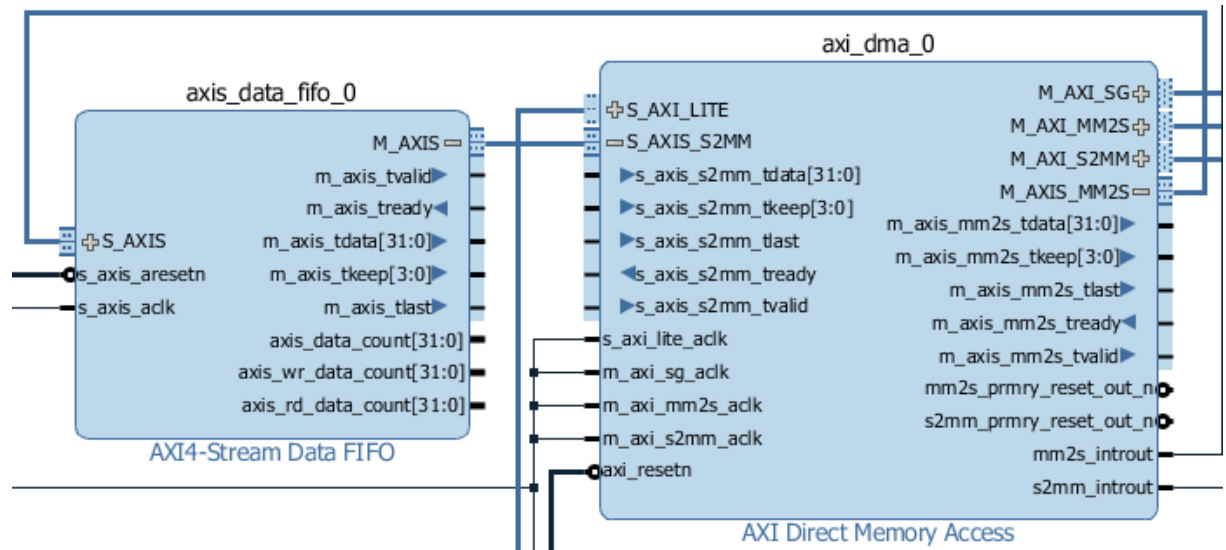 axis_data_fifo_0
M_AXIS
m_axis_tvalid
m_axis_tready
S_AXIS
m_axis_tdata[31:0]
s_axis_aresetn
m_axis_tkeep[3:0]
s_axis_aclk
m_axis_tlast
axis_data_count[31:0]
axis_wr_data_count[31:0]
axis_rd_data_count[31:0]
AXI4-Stream Data FIFO
axi_dma_0
S_AXI_LITE
S_AXIS_S2MM
s_axis_s2mm_tdata[31:0]
s_axis_s2mm_tkeep[3:0]
s_axis_s2mm_tlast
s_axis_s2mm_tready
s_axis_s2mm_tvalid
s_axi_lite_aclk
m_axi_sg_aclk
m_axi_mm2s_aclk
m_axi_s2mm_aclk
axi_resetn
M_AXI_SG
M_AXI_MM2S
M_AXI_S2MM
M_AXIS_MM2S
m_axis_mm2s_tdata[31:0]
m_axis_mm2s_tkeep[3:0]
m_axis_mm2s_tlast
m_axis_mm2s_tready
m_axis_mm2s_tvalid
mm2s_prmry_reset_out_n
s2mm_prmry_reset_out_n
mm2s_introut
s2mm_introut
AXI Direct Memory Access